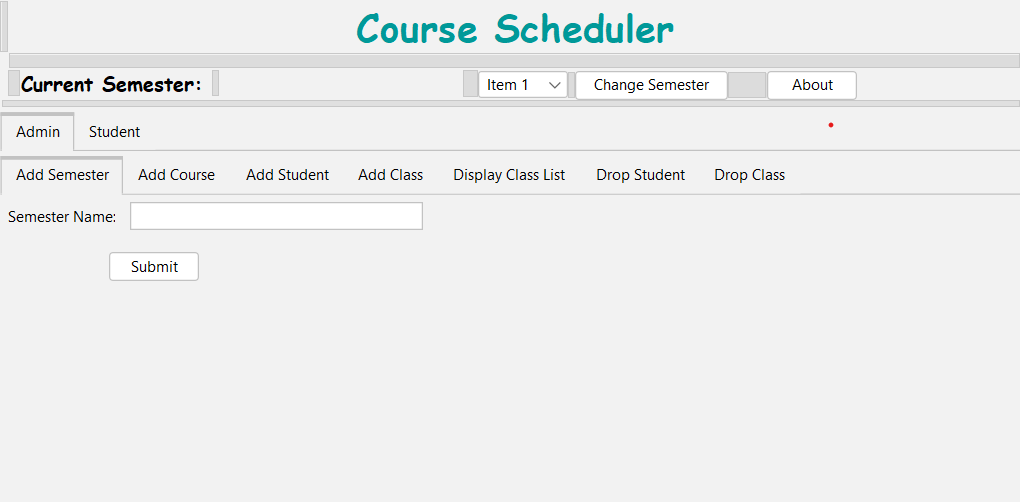 Course Scheduler
Current Semester: Item 1 Change Semester About
Admin Student
Add Semester Add Course Add Student Add Class Display Class List Drop Student Drop Class
Semester Name:
Submit